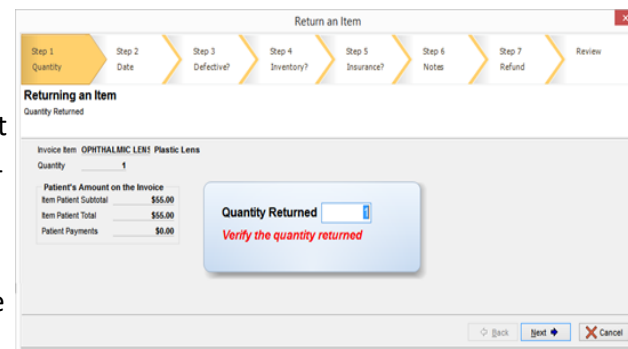 Return an Item
Step 1 Step 2 Step 3 Step 4 Step 5 Step 6 Step 7 Review
Quantity Date Defective? Inventory? Insurance? Notes Refund
Returning an Item
Quantity Returned
Invoice Item OPHTHALMIC LENS Plastic Lens
Quantity 1
Patient's Amount on the Invoice
Item Patient Subtotal $55.00
Item Patient Total $55.00
Patient Payments $0.00
Quantity Returned 1
Verify the quantity returned
Back Next Cancel